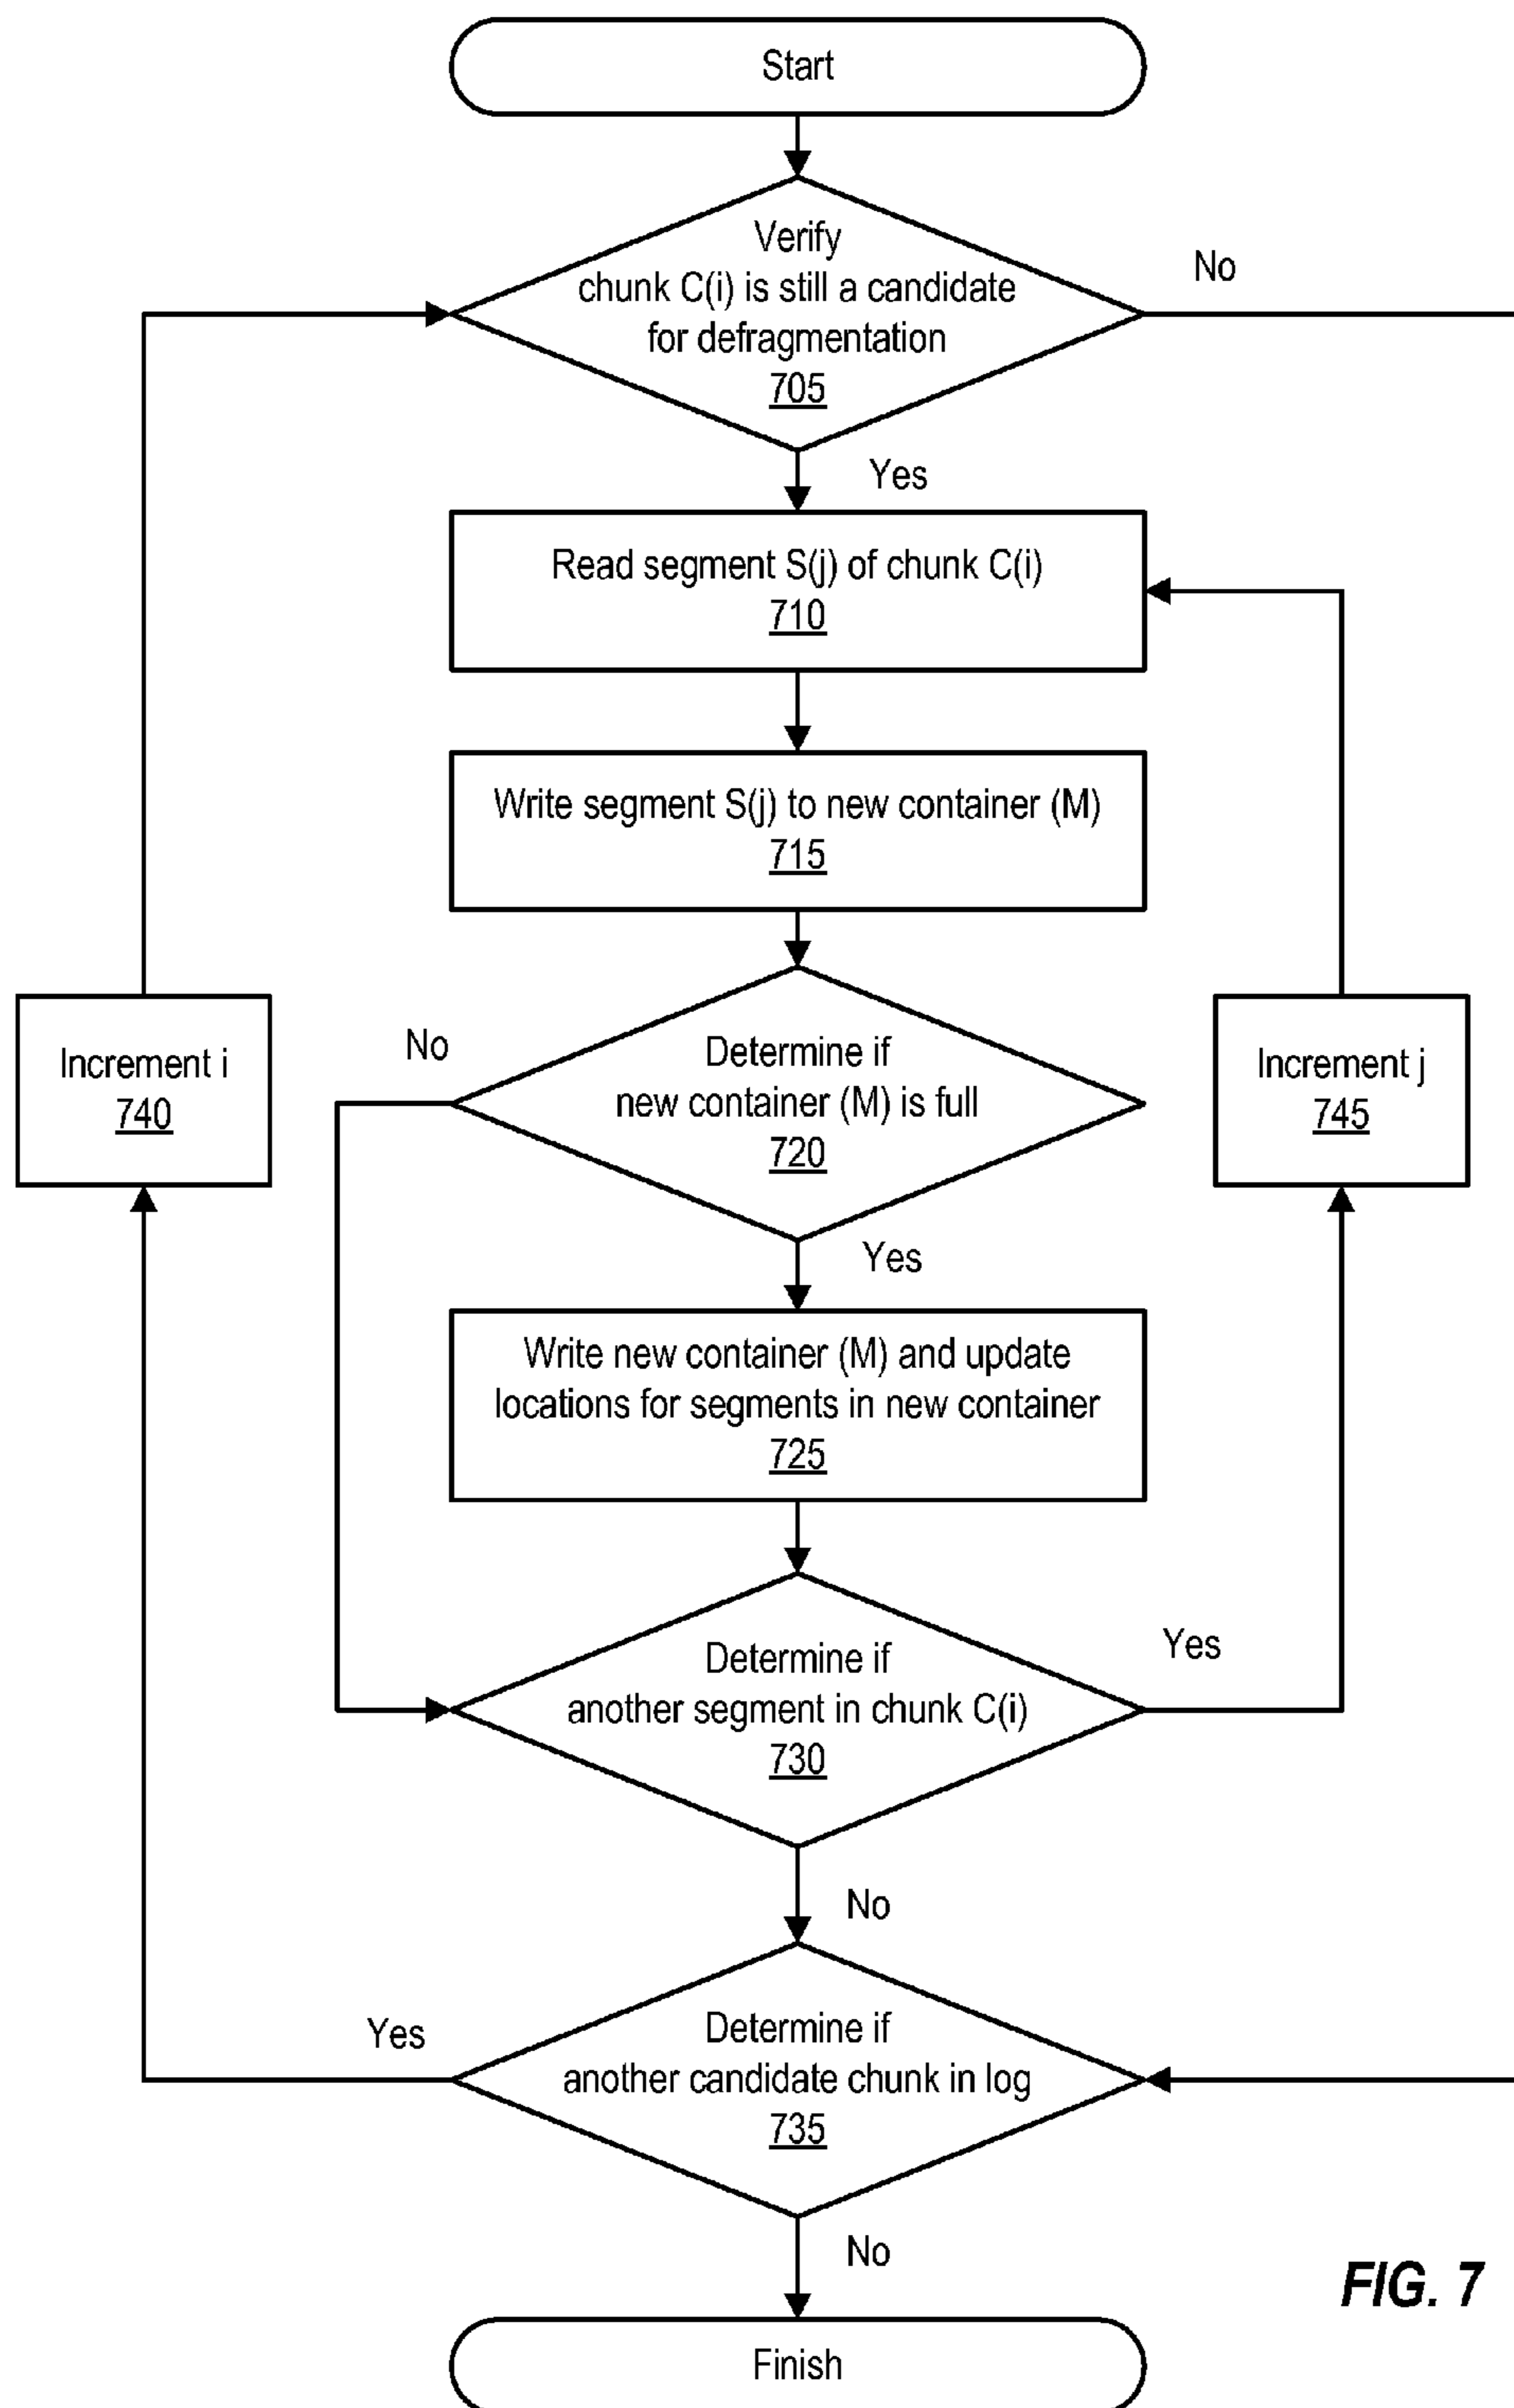 Start
Verify
chunk C(i) is still a candidate
for defragmentation
705
No
Yes
Read segment S(j) of chunk C(i)
710
Write segment S(j) to new container (M)
715
No
Determine if
new container (M) is full
720
Increment i
740
Increment j
745
Yes
Write new container (M) and update
locations for segments in new container
725
Determine if
another segment in chunk C(i)
730
Yes
No
Yes
Determine if
another candidate chunk in log
735
No
FIG. 7
Finish